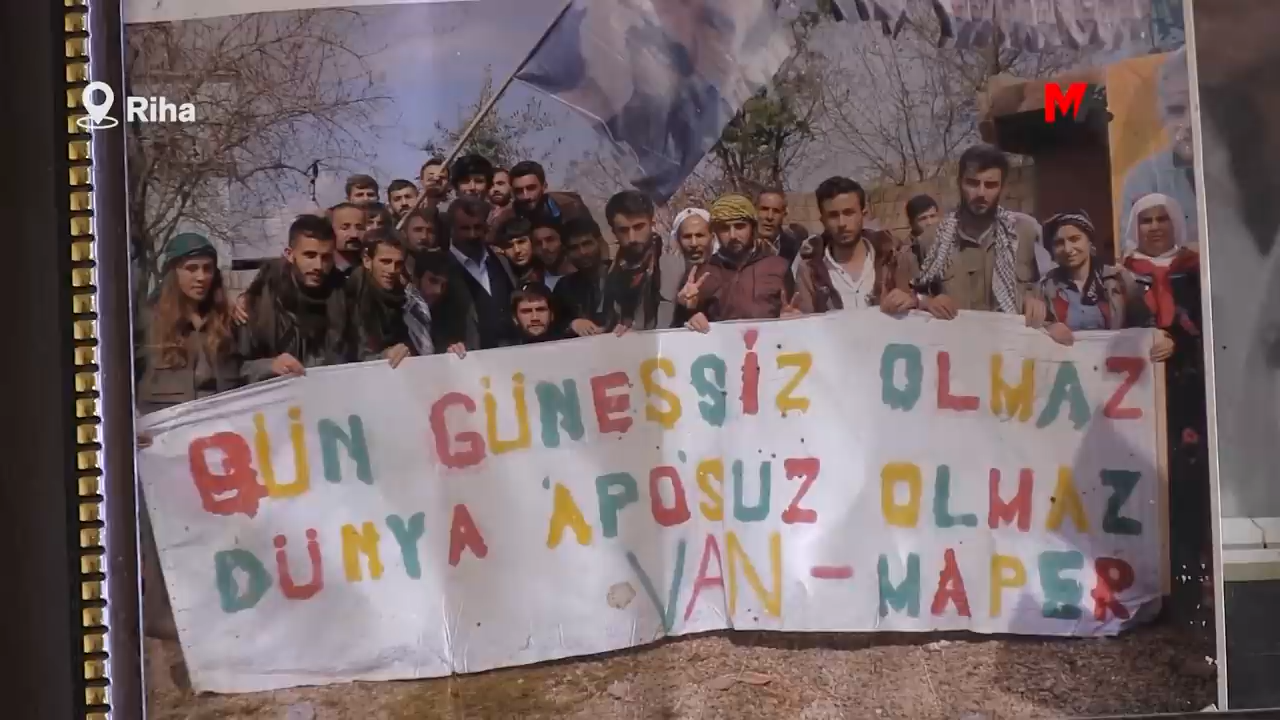 Riha
M
GÜN GÜNEŞSİZ OLMAZ
DÜNYA APOSUZ OLMAZ
VAN - MAPER